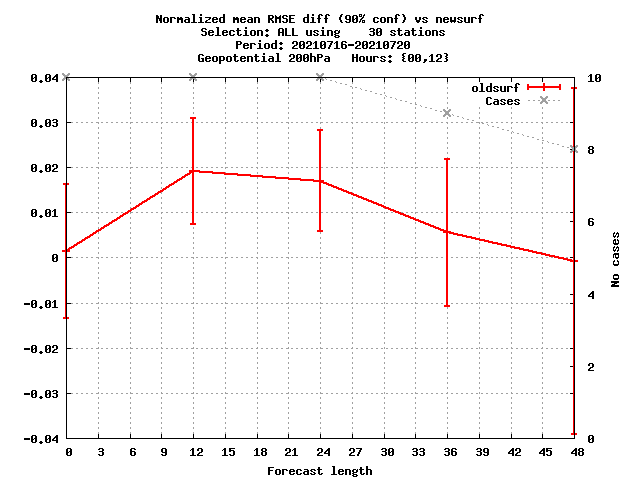 Normalized mean RMSE diff (90% conf) vs newsurf
Selection: ALL using    30 stations
Period: 20210716-20210720
Geopotential 200hPa   Hours: {00,12}
oldsurf
Cases
0.04
0.03
0.02
0.01
0
-0.01
-0.02
-0.03
-0.04
10
8
6
4
2
0
No cases
0 3 6 9 12 15 18 21 24 27 30 33 36 39 42 45 48
Forecast length